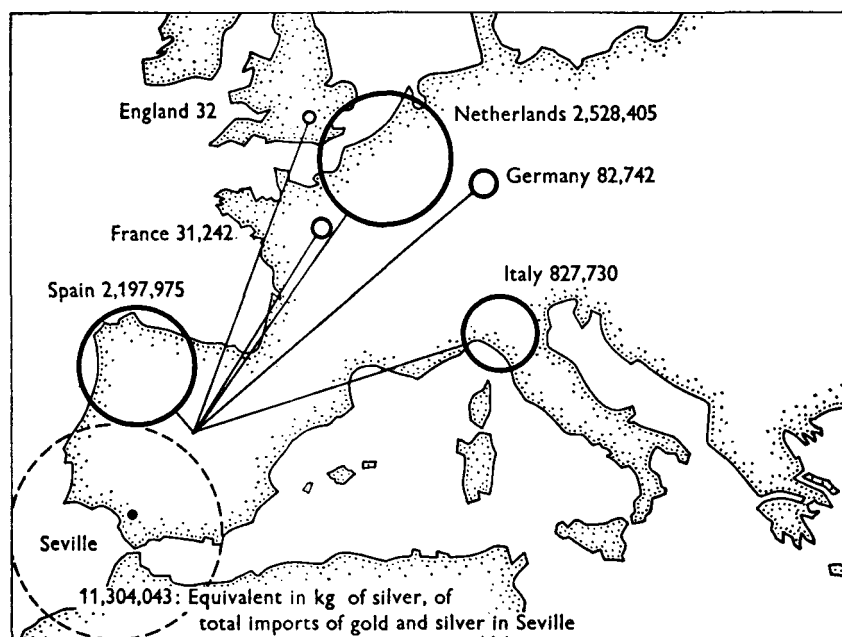 England 32
Netherlands 2,528,405
Germany 82,742
France 31,242
Italy 827,730
Spain 2,197,975
Seville
11,304,043: Equivalent in kg of silver, of
total imports of gold and silver in Seville